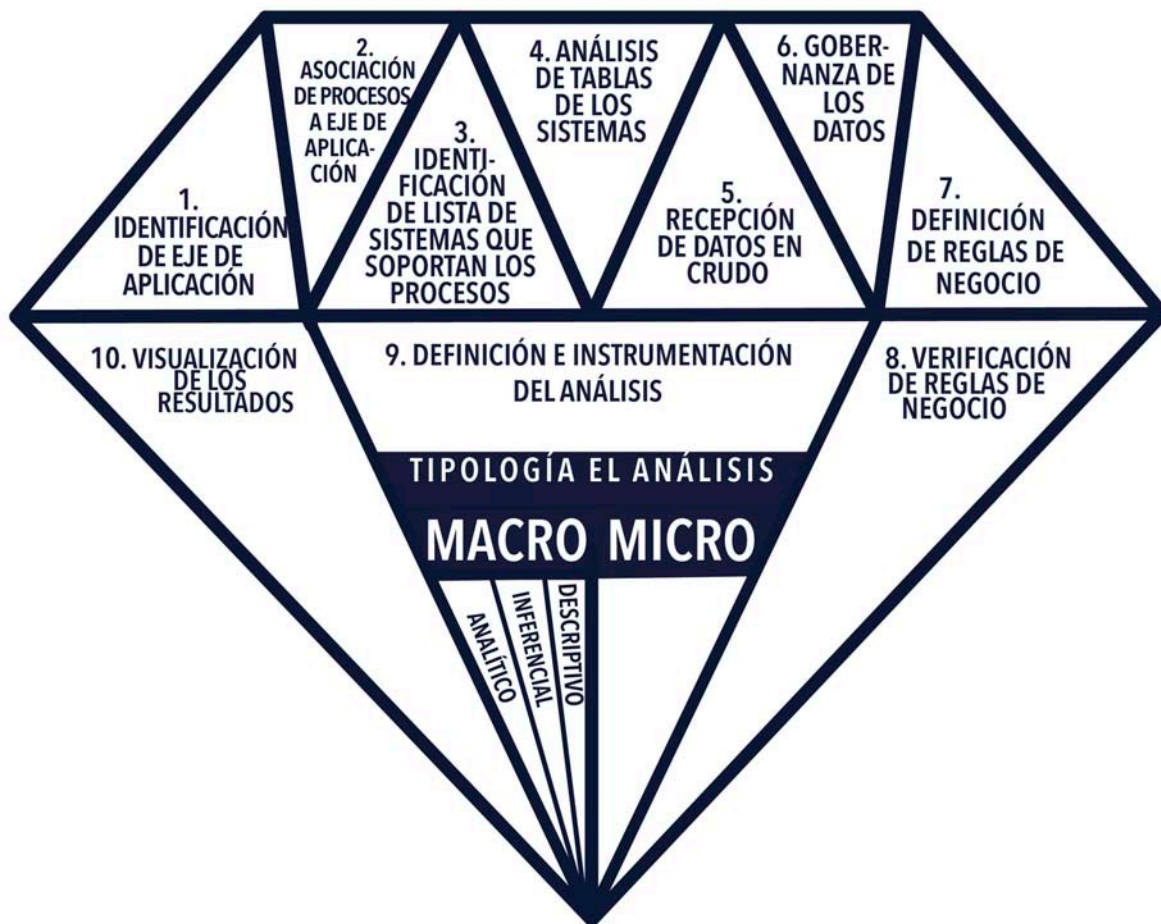 1.
IDENTIFICACIÓN
DE EJE DE
APLICACIÓN
2.
ASOCIACIÓN
DE PROCESOS
A EJE DE
APLICA-
CIÓN
3.
IDENTI-
FICACIÓN
DE LISTA DE
SISTEMAS QUE
SOPORTAN LOS
PROCESOS
4. ANÁLISIS
DE TABLAS
DE LOS
SISTEMAS
5.
RECEPCIÓN
DE DATOS EN
CRUDO
6. GOBER-
NANZA DE
LOS
DATOS
7.
DEFINICIÓN
DE REGLAS DE
NEGOCIO
10. VISUALIZACIÓN
DE LOS
RESULTADOS
9. DEFINICIÓN E INSTRUMENTACIÓN
DEL ANÁLISIS
8. VERIFICACIÓN
DE REGLAS DE
NEGOCIO
TIPOLOGÍA EL ANÁLISIS
MACRO MICRO
ANALÍTICO
INFERENCIAL
DESCRIPTIVO